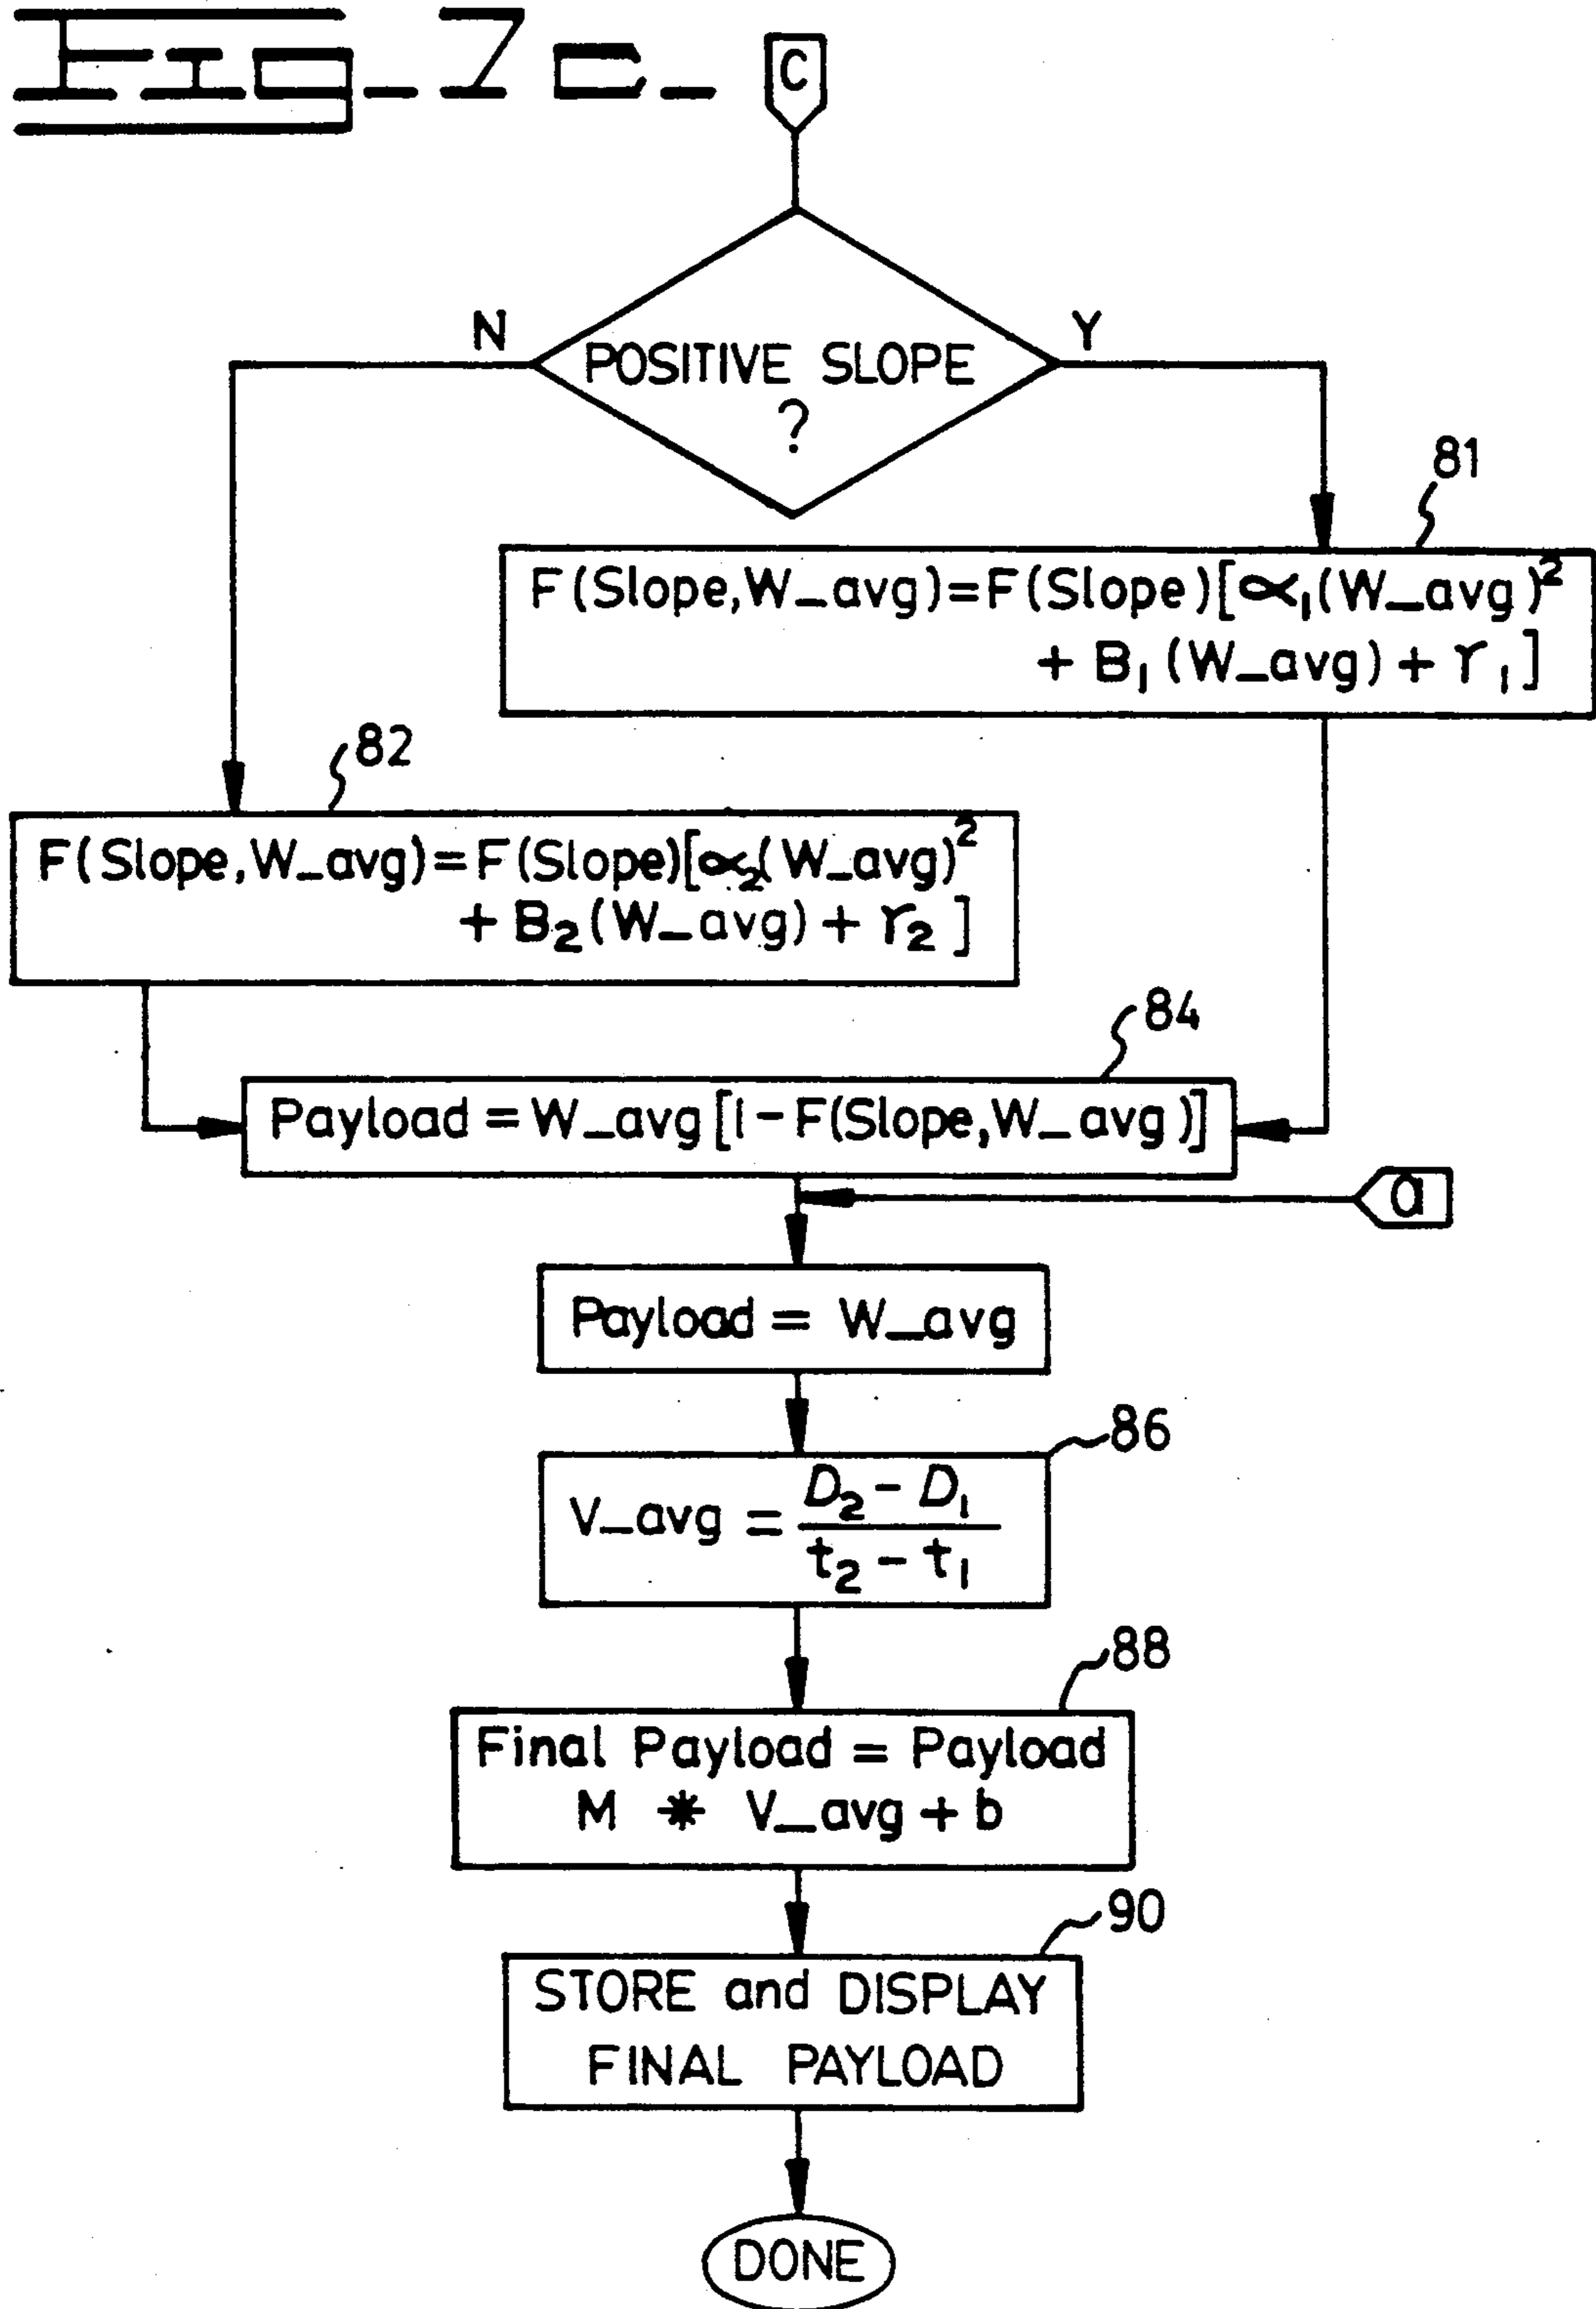 Fig_7c_
C
N
Y
POSITIVE SLOPE
?
81
F(Slope,W_avg)=F(Slope)[α₁(W_avg)²
+ B₁(W_avg) + γ₁]
82
F(Slope,W_avg)=F(Slope)[α₂(W_avg)²
+ B₂(W_avg) + γ₂]
84
Payload = W_avg[1-F(Slope,W_avg)]
a
Payload = W_avg
86
V_avg = D₂ - D₁
t₂ - t₁
88
Final Payload = Payload
M * V_avg + b
90
STORE and DISPLAY
FINAL PAYLOAD
DONE